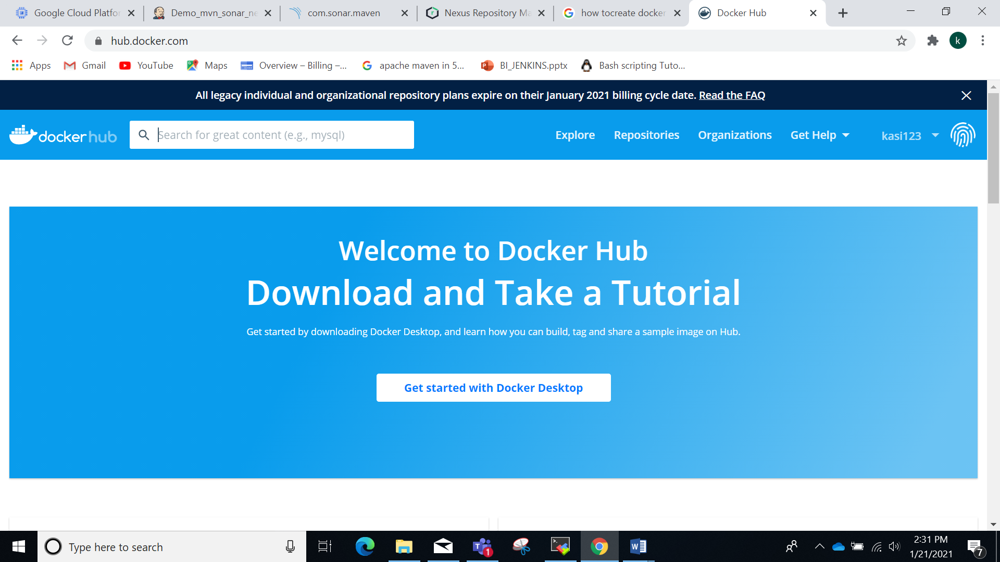 Google Cloud Platfor
Demo_mvn_sonar_ne
com.sonar.maven
Nexus Repository Ma
how tocreate docker
Docker Hub
hub.docker.com
k
Apps
Gmail
YouTube
Maps
Overview – Billing –...
apache maven in 5...
BI_JENKINS.pptx
Bash scripting Tuto...
All legacy individual and organizational repository plans expire on their January 2021 billing cycle date. Read the FAQ
docker hub
Search for great content (e.g., mysql)
Explore
Repositories
Organizations
Get Help
kasi123
Welcome to Docker Hub
Download and Take a Tutorial
Get started by downloading Docker Desktop, and learn how you can build, tag and share a sample image on Hub.
Get started with Docker Desktop
Type here to search
1
2:31 PM
1/21/2021
7